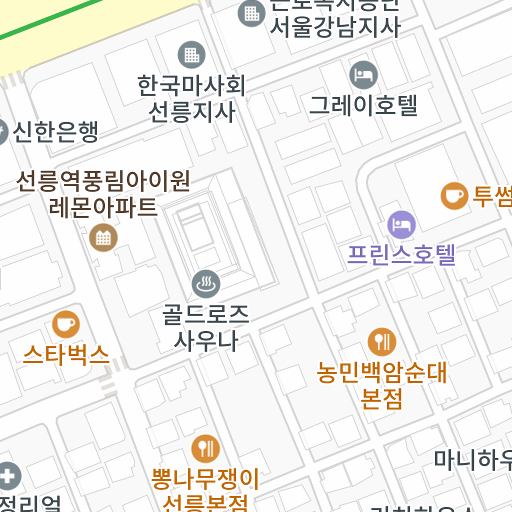 서울강남지사
한국마사회
선릉지사
그레이호텔
신한은행
선릉역풍림아이원
레몬아파트
투썸
프린스호텔
골드로즈
사우나
스타벅스
농민백암순대
본점
마니하우
뽕나무쟁이
선릉본점
정리얼